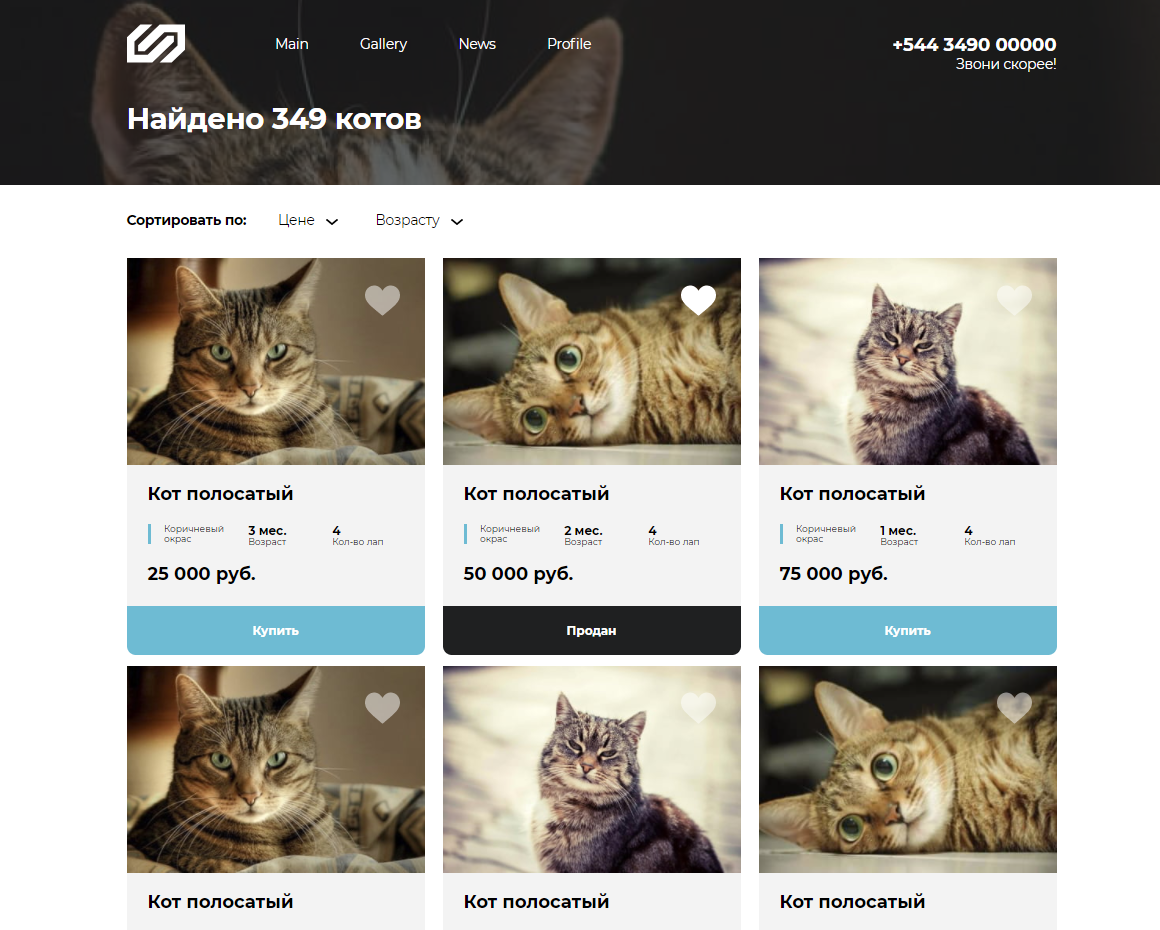 Main Gallery News Profile
+544 3490 00000
Звони скорее!
Найдено 349 котов
Сортировать по: Цене Возрасту
Кот полосатый
Коричневый
окрас
3 мес.
Возраст
4
Кол-во лап
25 000 руб.
Купить
Кот полосатый
Коричневый
окрас
2 мес.
Возраст
4
Кол-во лап
50 000 руб.
Продан
Кот полосатый
Коричневый
окрас
1 мес.
Возраст
4
Кол-во лап
75 000 руб.
Купить
Кот полосатый
Кот полосатый
Кот полосатый